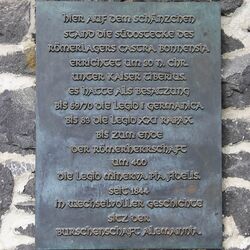 HIER AUF DEM SCHÄNZCHEN
STAND DIE SÜDOSTECKE DES
RÖMERLAGERS CASTRA BONNENSIA
ERRICHTET UM 30 N. CHR.
UNTER KAISER TIBERIUS.
ES HATTE ALS BESATZUNG
BIS 69/70 DIE LEGIO I GERMANICA
BIS 83 DIE LEGIO XXI RAPAX
BIS ZUM ENDE
DER RÖMERHERRSCHAFT
UM 400
DIE LEGIO I MINERVIA. PIA. FIDELIS.
SEIT 1844
IN WECHSELVOLLER GESCHICHTE
SITZ DER
BURSCHENSCHAFT ALEMANNIA.